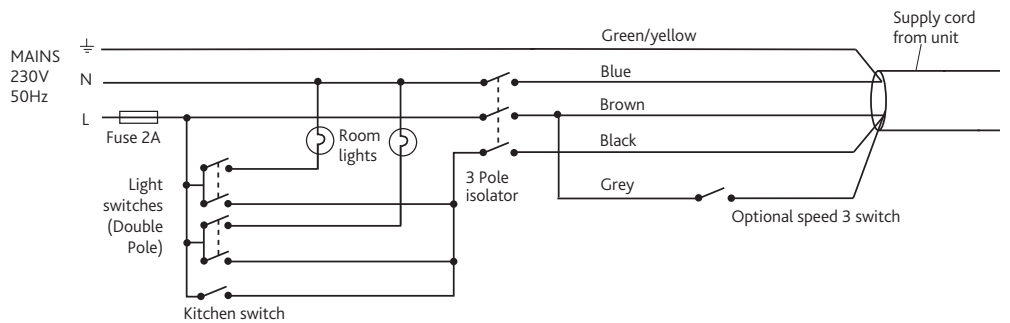 Supply cord
from unit
Green/yellow
MAINS
230V
50Hz
N
Blue
L
Fuse 2A
Brown
Room
lights
Black
Light
switches
(Double
Pole)
3 Pole
isolator
Grey
Optional speed 3 switch
Kitchen switch